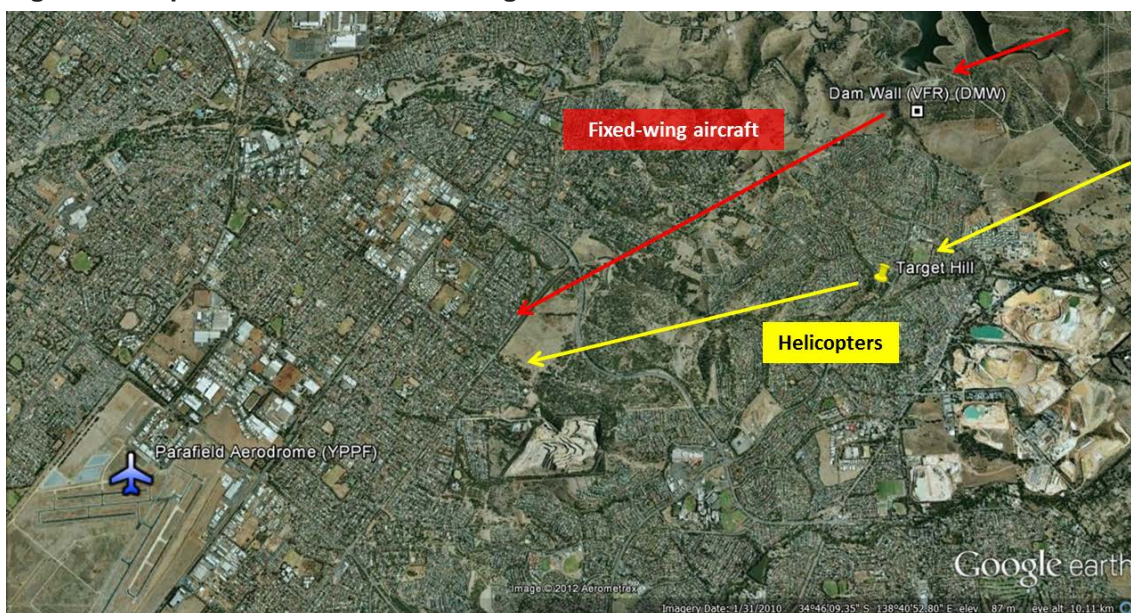 Dam Wall (VFR) (DMW)
Fixed-wing aircraft
Target Hill
Helicopters
Parafield Aerodrome (YPPF)
Google earth
Image © 2012 Aerometrex
Imagery Date: 1/31/2010 34°46'09.35" S 138°40'52.80" E elev 87 m eye alt 10.11 km